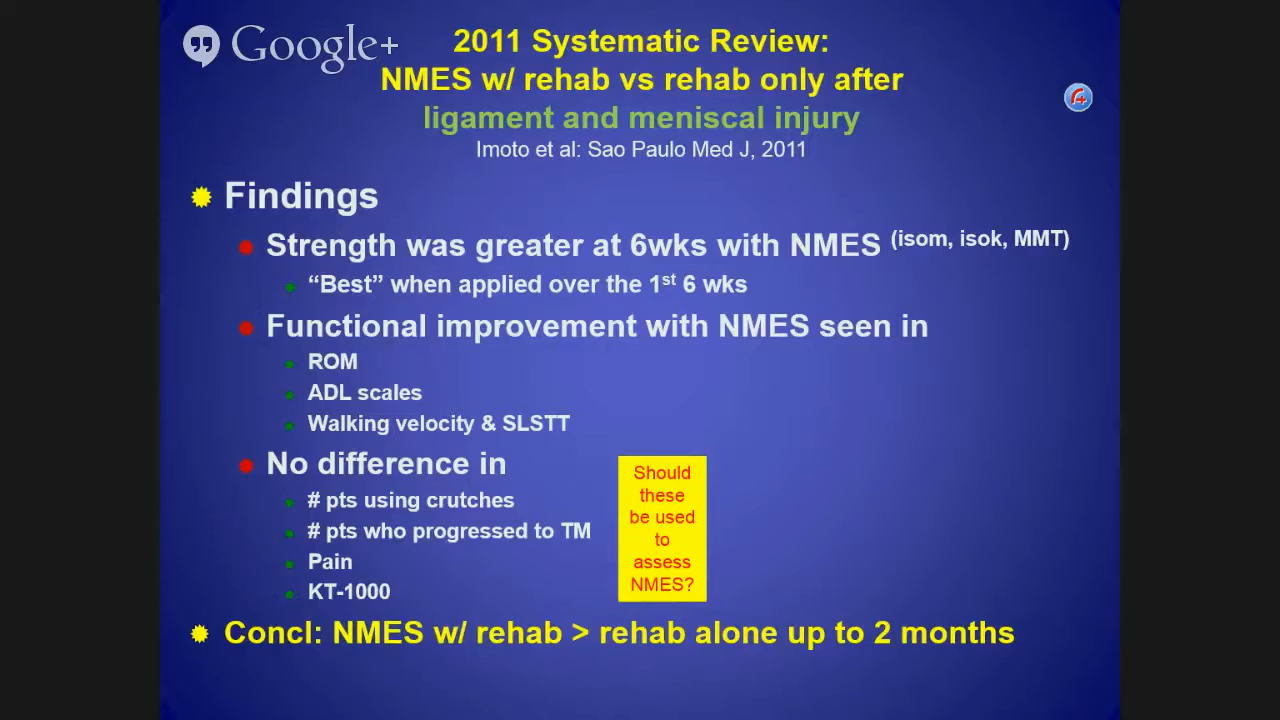 Google+
2011 Systematic Review:
NMES w/ rehab vs rehab only after
ligament and meniscal injury
Imoto et al: Sao Paulo Med J, 2011
Findings
Strength was greater at 6wks with NMES (isom, isok, MMT)
“Best” when applied over the 1st 6 wks
Functional improvement with NMES seen in
ROM
ADL scales
Walking velocity & SLSTT
No difference in
# pts using crutches
# pts who progressed to TM
Pain
KT-1000
Should
these
be used
to
assess
NMES?
Concl: NMES w/ rehab > rehab alone up to 2 months